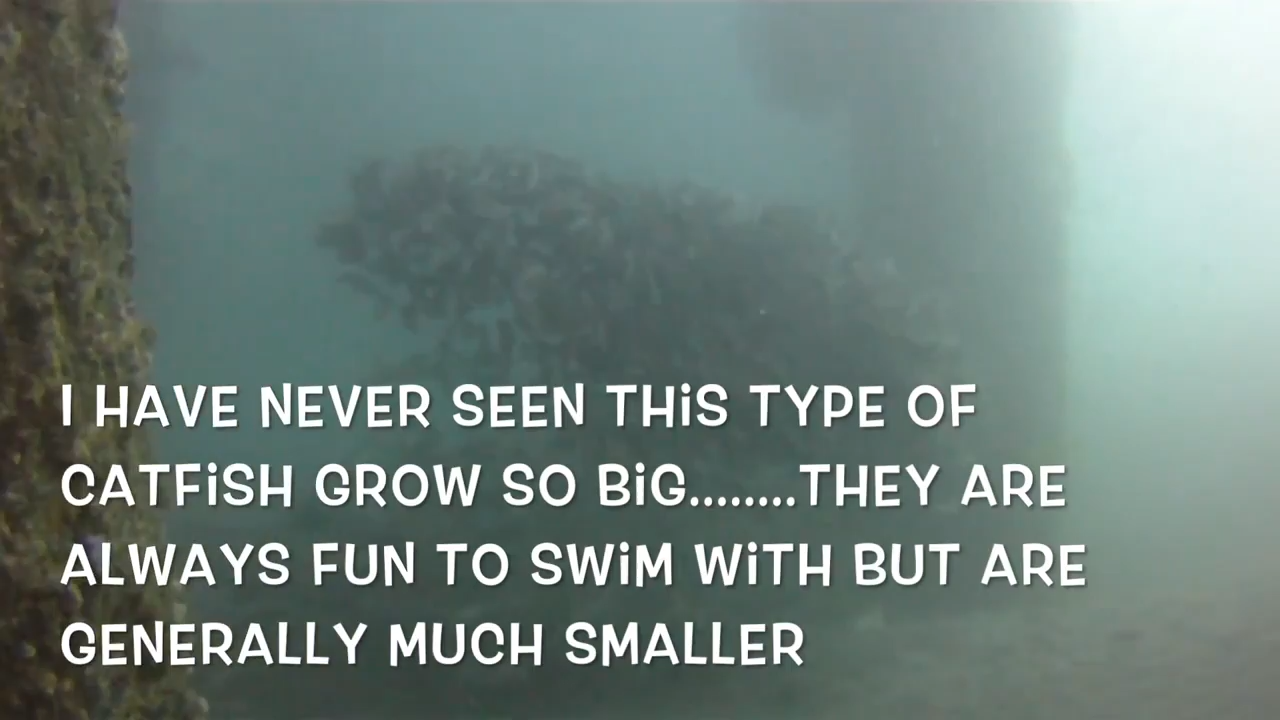 I HAVE NEVER SEEN THiS TYPE OF
CATFiSH GROW SO BiG........THEY ARE
ALWAYS FUN TO SWiM WiTH BUT ARE
GENERALLY MUCH SMALLER